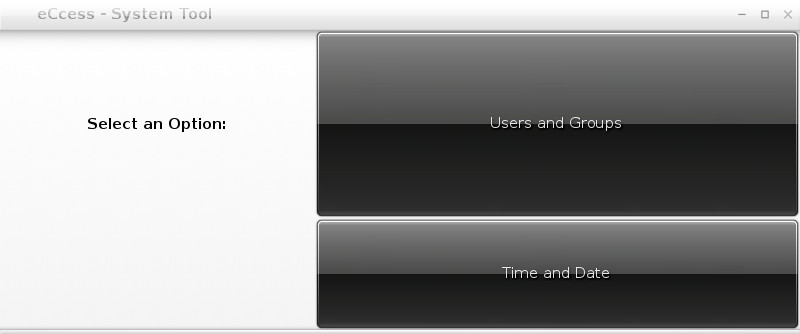 eCcess - System Tool
Select an Option:
Users and Groups
Time and Date